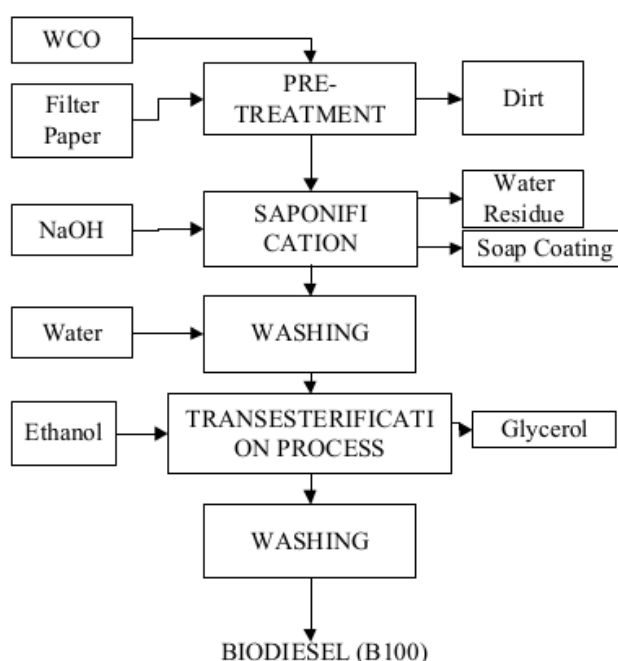 WCO
PRE-
TREATMENT
Filter
Paper
Dirt
Water
Residue
SAPONIFI
CATION
NaOH
Soap Coating
Water
WASHING
TRANSESTERIFICATI
ON PROCESS
Ethanol
Glycerol
WASHING
BIODIESEL (B100)